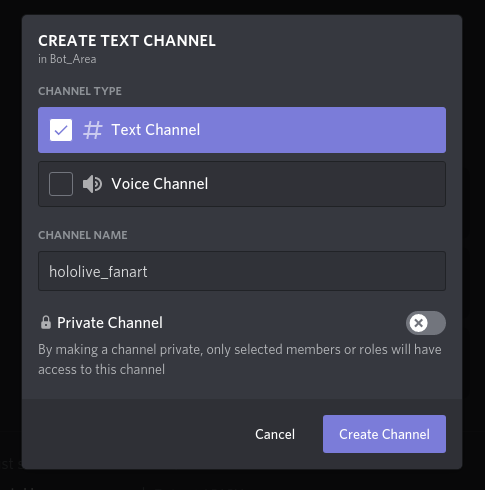 CREATE TEXT CHANNEL
in Bot_Area
CHANNEL TYPE
Text Channel
Voice Channel
CHANNEL NAME
hololive_fanart
Private Channel
By making a channel private, only selected members or roles will have
access to this channel
Cancel
Create Channel